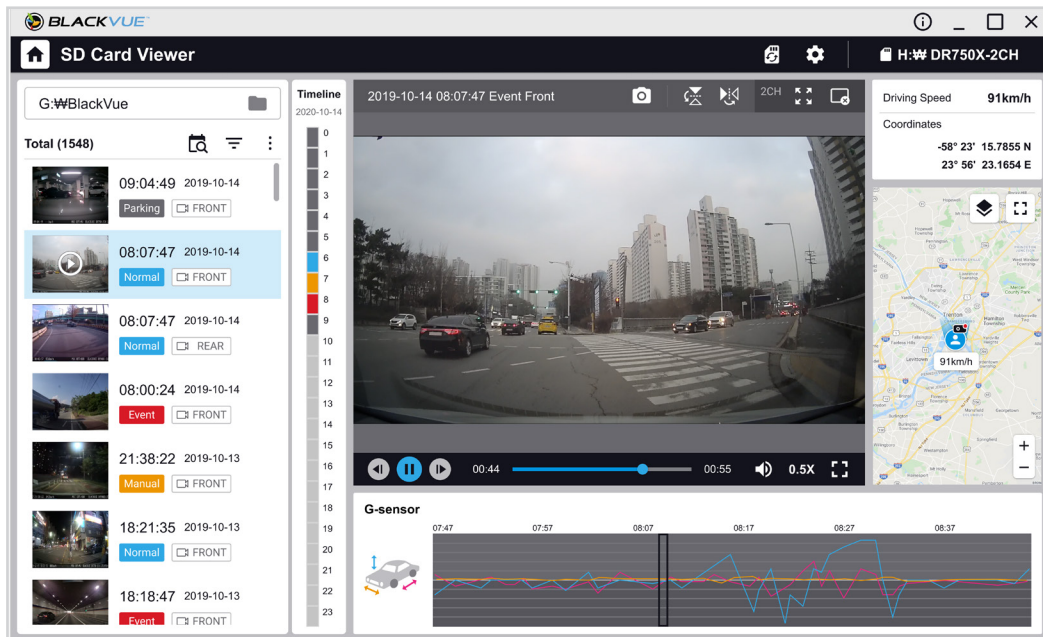 BLACKVUE
SD Card Viewer
H:₩ DR750X-2CH
G:₩BlackVue
Total (1548)
09:04:49 2019-10-14
Parking FRONT
08:07:47 2019-10-14
Normal FRONT
08:07:47 2019-10-14
Normal REAR
08:00:24 2019-10-14
Event FRONT
21:38:22 2019-10-13
Manual FRONT
18:21:35 2019-10-13
Normal FRONT
18:18:47 2019-10-13
Event FRONT
Timeline
2020-10-14
0
1
2
3
4
5
6
7
8
9
10
11
12
13
14
15
16
17
18
19
20
21
22
23
2019-10-14 08:07:47 Event Front
2CH
00:44
00:55
0.5X
Driving Speed 91km/h
Coordinates
-58° 23' 15.7855 N
23° 56' 23.1654 E
Trenton
Levittown
91km/h
+
−
G-sensor
07:47 07:57 08:07 08:17 08:27 08:37